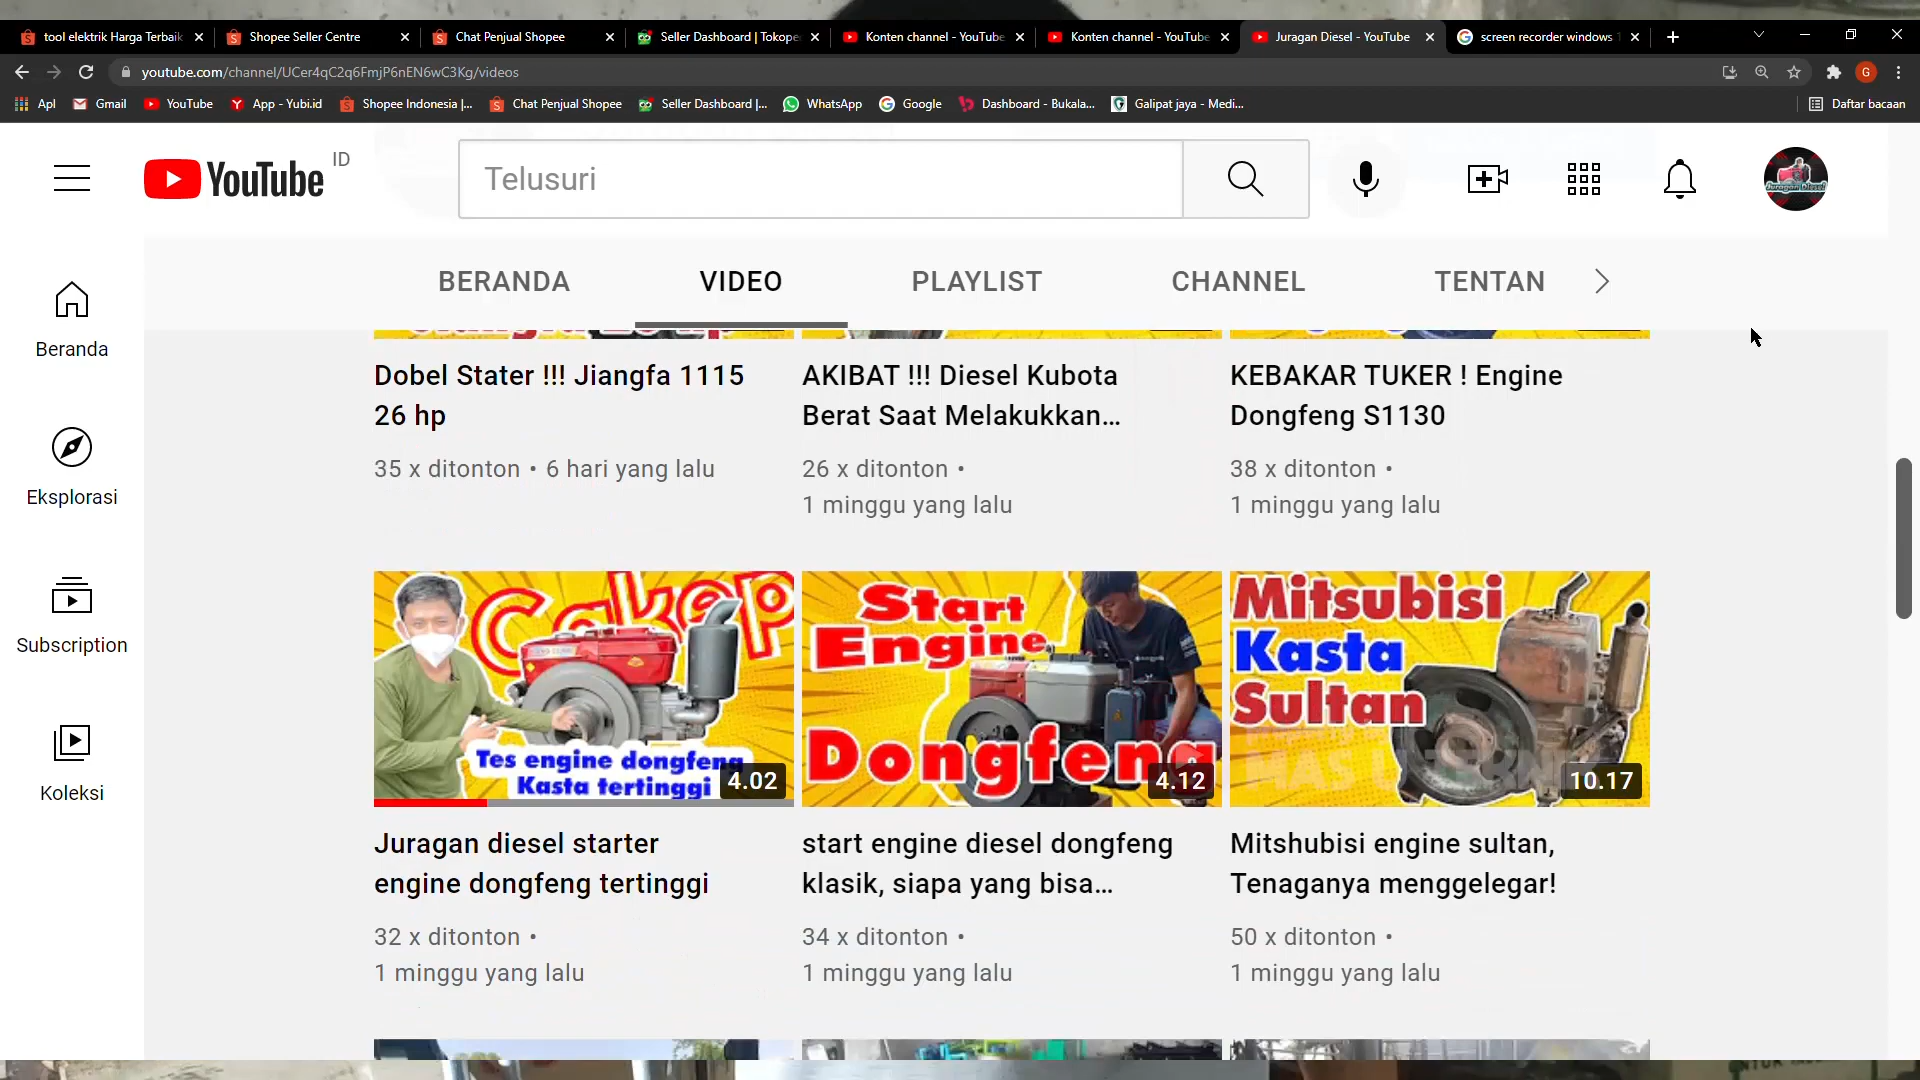 tool elektrik Harga Terbaik
Shopee Seller Centre
Chat Penjual Shopee
Seller Dashboard | Tokope
Konten channel - YouTube
Konten channel - YouTube
Juragan Diesel - YouTube
screen recorder windows 1
youtube.com/channel/UCer4qC2q6FmjP6nEN6wC3Kg/videos
G
Apl
Gmail
YouTube
App - Yubi.id
Shopee Indonesia |...
Chat Penjual Shopee
Seller Dashboard |...
WhatsApp
Google
Dashboard - Bukala...
Galipat jaya - Medi...
Daftar bacaan
YouTube
ID
Telusuri
Juragan Diesel
BERANDA
VIDEO
PLAYLIST
CHANNEL
TENTAN
Beranda
Eksplorasi
Subscription
Koleksi
Dobel Stater !!! Jiangfa 1115
26 hp
35 x ditonton • 6 hari yang lalu
AKIBAT !!! Diesel Kubota
Berat Saat Melakukkan...
26 x ditonton •
1 minggu yang lalu
KEBAKAR TUKER ! Engine
Dongfeng S1130
38 x ditonton •
1 minggu yang lalu
Cakep
Tes engine dongfeng
Kasta tertinggi
4.02
Start
Engine
Dongfeng
4.12
Mitsubisi
Kasta
Sultan
10.17
Juragan diesel starter
engine dongfeng tertinggi
32 x ditonton •
1 minggu yang lalu
start engine diesel dongfeng
klasik, siapa yang bisa...
34 x ditonton •
1 minggu yang lalu
Mitshubisi engine sultan,
Tenaganya menggelegar!
50 x ditonton •
1 minggu yang lalu